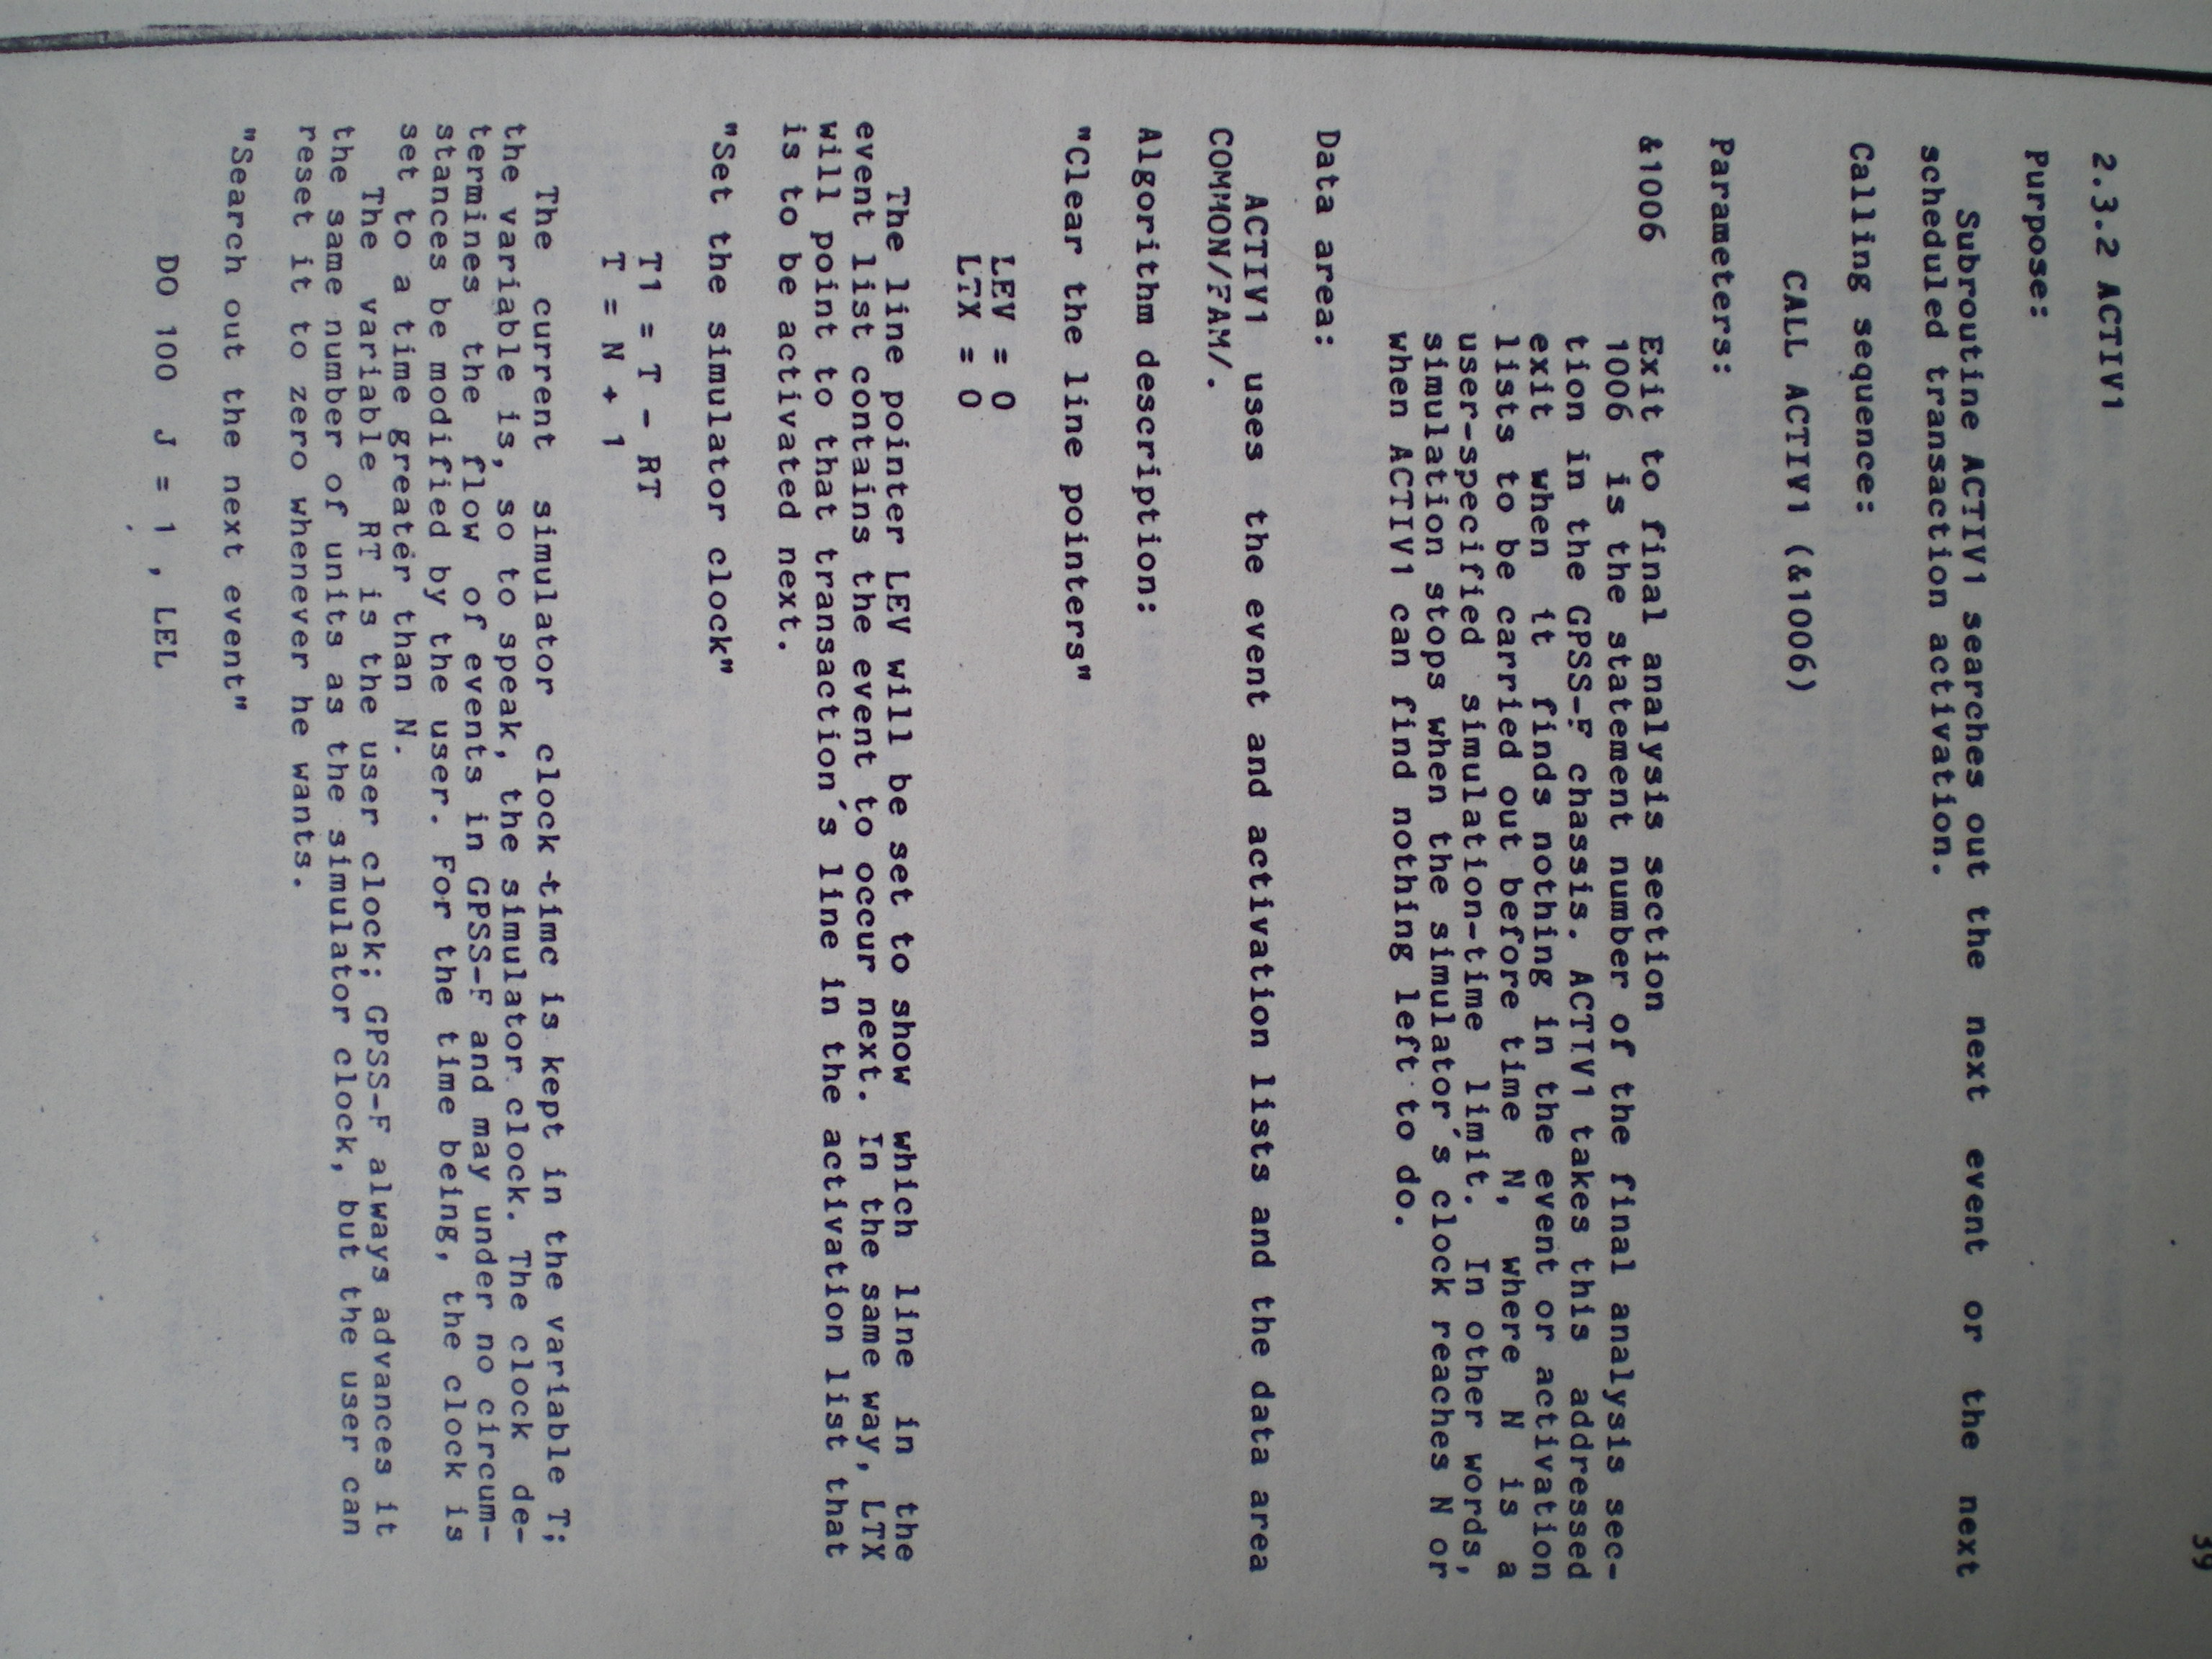 39
2.3.2 ACTIV1
Purpose:
Subroutine ACTIV1 searches out the next event or the next
scheduled transaction activation.
Calling sequence:
CALL ACTIV1 (&1006)
Parameters:
&1006 Exit to final analysis section
1006 is the statement number of the final analysis sec-
tion in the GPSS-F chassis. ACTIV1 takes this addressed
exit when it finds nothing in the event or activation
lists to be carried out before time N, where N is a
user-specified simulation-time limit. In other words,
simulation stops when the simulator's clock reaches N or
when ACTIV1 can find nothing left to do.
Data area:
ACTIV1 uses the event and activation lists and the data area
COMMON/FAM/.
Algorithm description:
"Clear the line pointers"
LEV = 0
LTX = 0
The line pointer LEV will be set to show which line in the
event list contains the event to occur next. In the same way, LTX
will point to that transaction's line in the activation list that
is to be activated next.
"Set the simulator clock"
T1 = T - RT
T = N + 1
The current simulator clock-time is kept in the variable T;
the variable is, so to speak, the simulator clock. The clock de-
termines the flow of events in GPSS-F and may under no circum-
stances be modified by the user. For the time being, the clock is
set to a time greater than N.
The variable RT is the user clock; GPSS-F always advances it
the same number of units as the simulator clock, but the user can
reset it to zero whenever he wants.
"Search out the next event"
DO 100 J = 1 , LEL